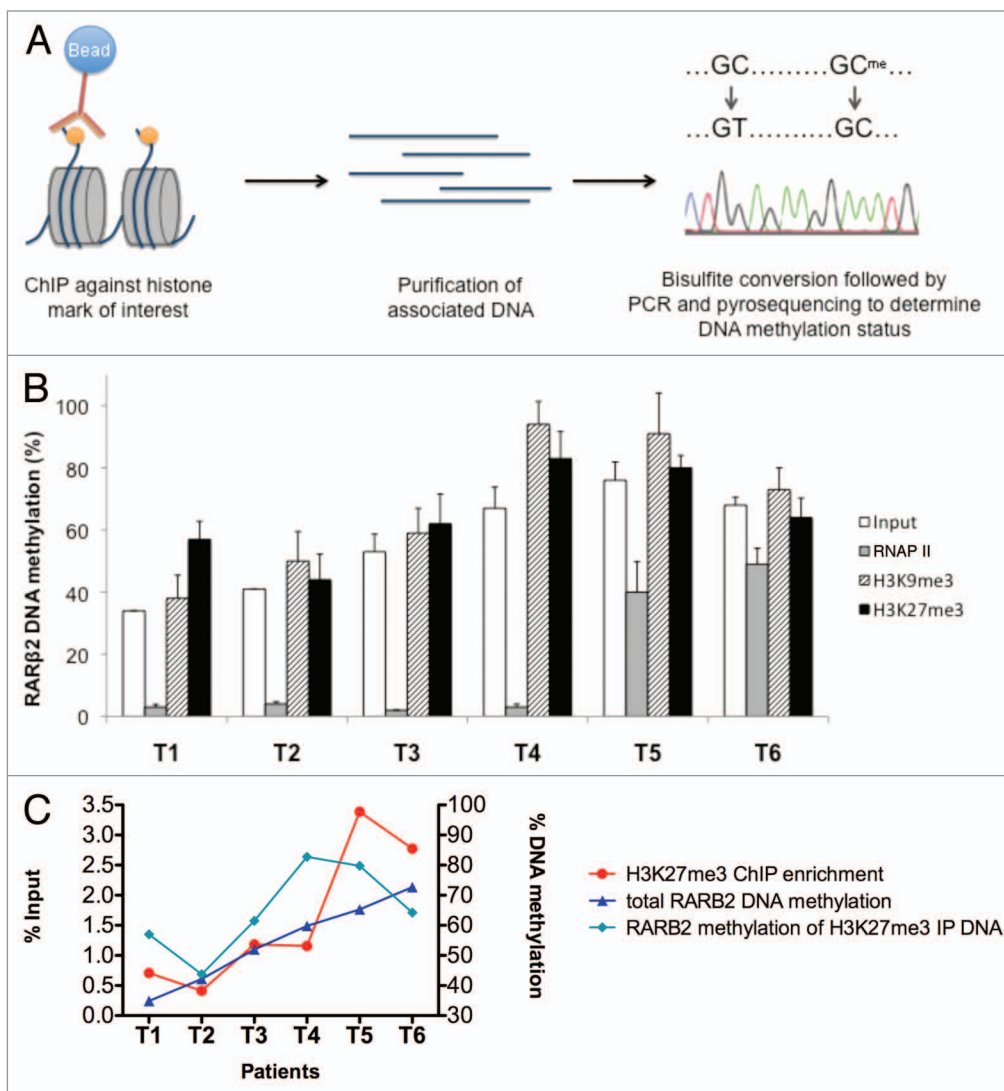 A
Bead
...GC.........GCme...
...GT.........GC...
ChIP against histone
mark of interest
Purification of
associated DNA
Bisulfite conversion followed by
PCR and pyrosequencing to determine
DNA methylation status
B
RARβ2 DNA methylation (%)
100
80
60
40
20
0
T1 T2 T3 T4 T5 T6
Input
RNAP II
H3K9me3
H3K27me3
C
% Input
3.5
3.0
2.5
2.0
1.5
1.0
0.5
0.0
100
90
80
70
60
50
40
30
% DNA methylation
T1 T2 T3 T4 T5 T6
Patients
H3K27me3 ChIP enrichment
total RARB2 DNA methylation
RARB2 methylation of H3K27me3 IP DNA